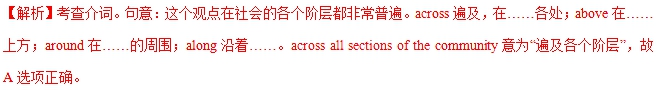 【解析】考查介词。句意：这个观点在社会的各个阶层都非常普遍。across 遍及，在……各处；above 在……
上方；around 在……的周围；along 沿着……。across all sections of the community 意为“遍及各个阶层”，故
A 选项正确。